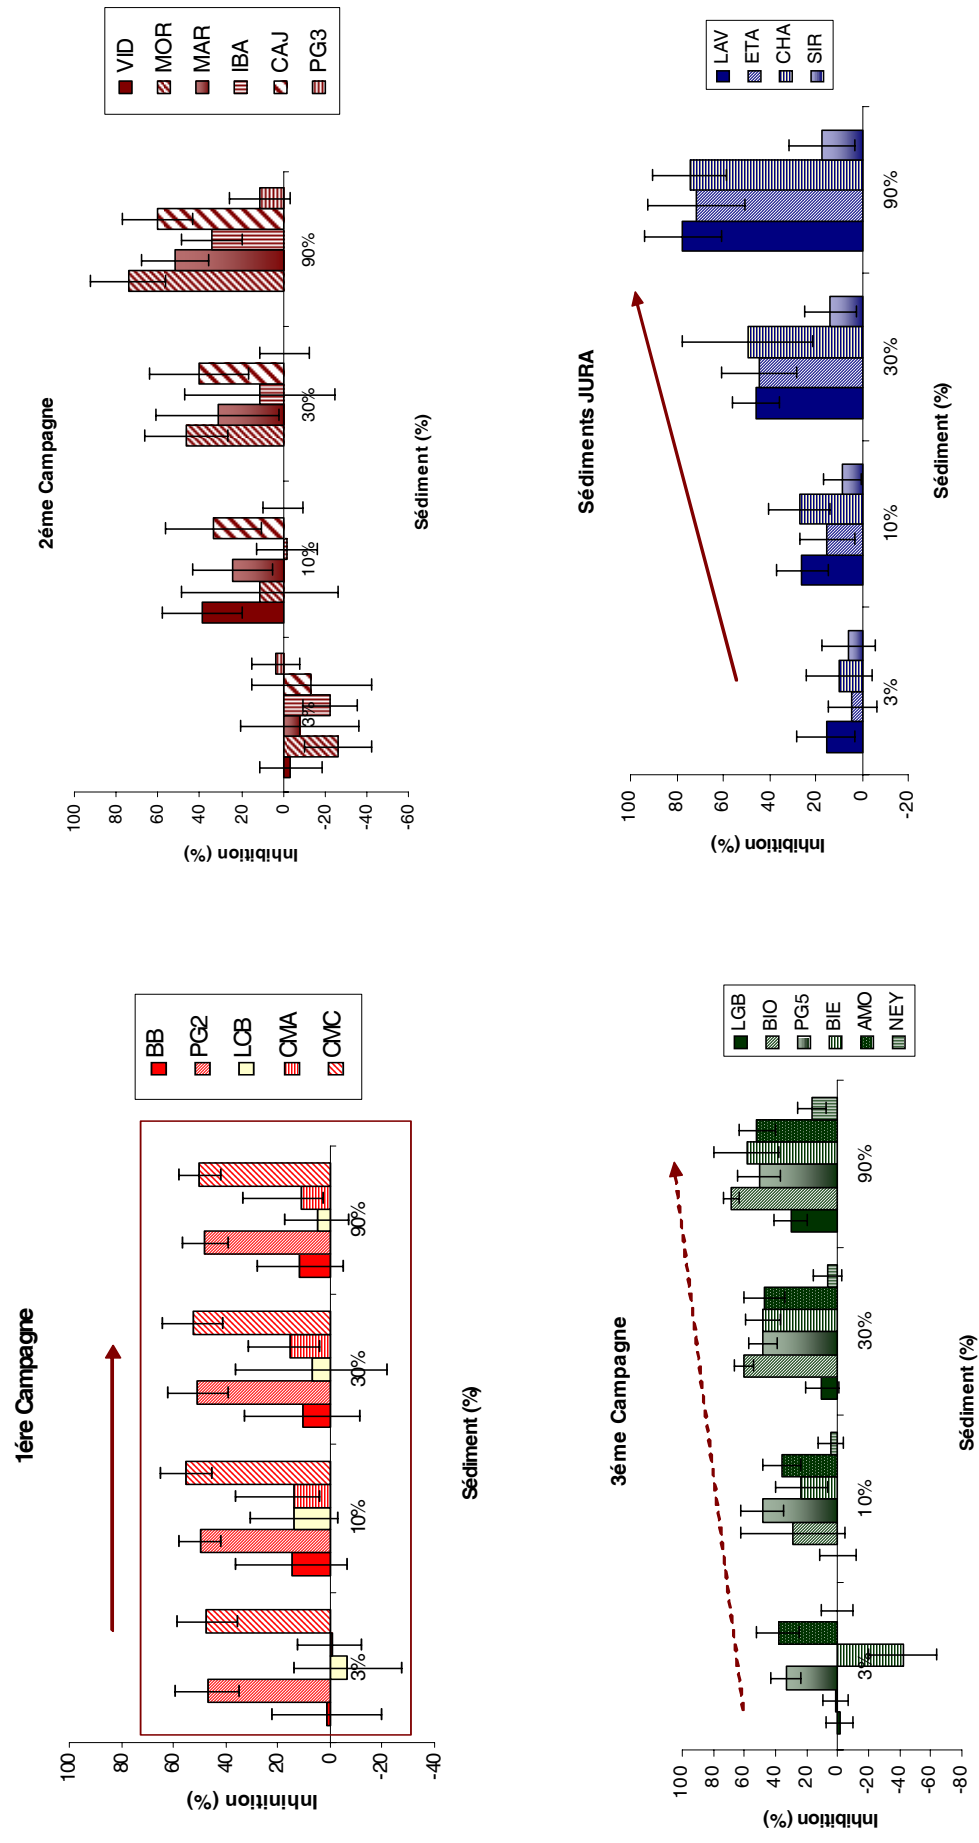 1ére Campagne
Inhinition (%)
100
80
60
40
20
0
-20
-40
3%
10%
30%
90%
Sédiment (%)
BB
PG2
LCB
CMA
CMC
2éme Campagne
Inhibition (%)
100
80
60
40
20
0
-20
-40
-60
3%
10%
30%
90%
Sédiment (%)
VID
MOR
MAR
IBA
CAJ
PG3
3éme Campagne
Inhibition (%)
100
80
60
40
20
0
-20
-40
-60
-80
3%
10%
30%
90%
Sédiment (%)
LGB
BIO
PG5
BIE
AMO
NEY
Sédiments JURA
Inhibition (%)
100
80
60
40
20
0
-20
3%
10%
30%
90%
Sédiment (%)
LAV
ETA
CHA
SIR